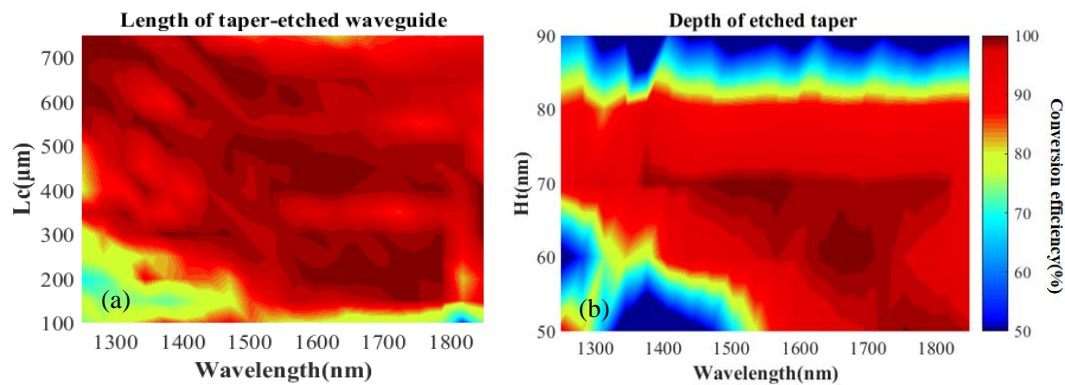 Length of taper-etched waveguide
700
600
500
400
300
200
100
Lc(μm)
(a)
1300 1400 1500 1600 1700 1800
Wavelength(nm)
Depth of etched taper
90
80
70
60
50
Ht(nm)
(b)
1300 1400 1500 1600 1700 1800
Wavelength(nm)
100
90
80
70
60
50
Conversion efficiency(%)